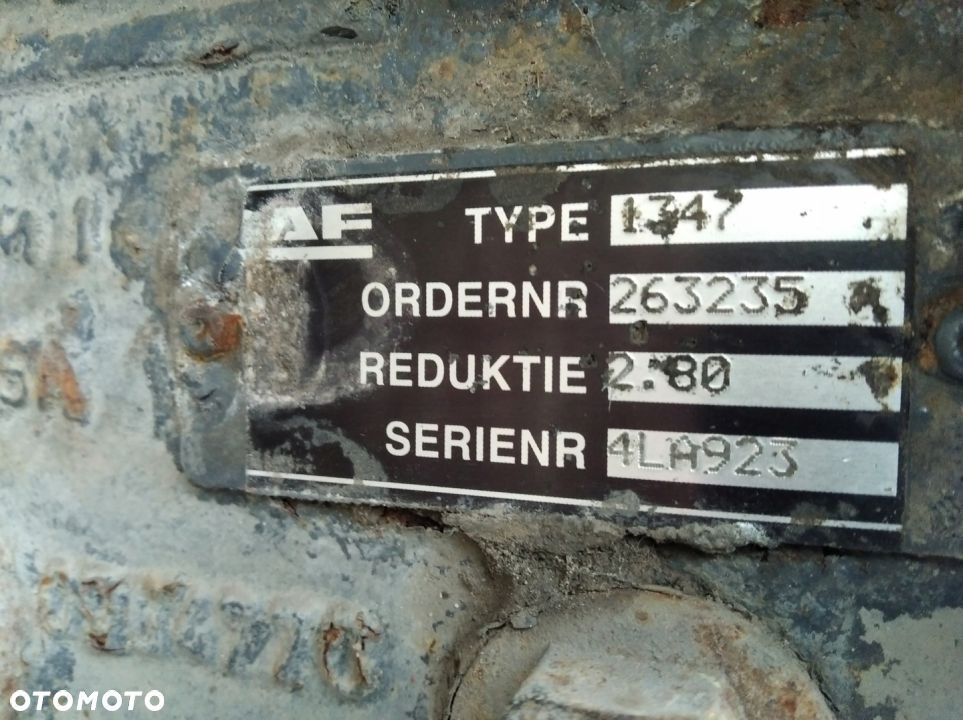 AF TYPE 1347
ORDERNR 263235 A
REDUKTIE 2.80
SERIENR 4LA923
OTOMOTO